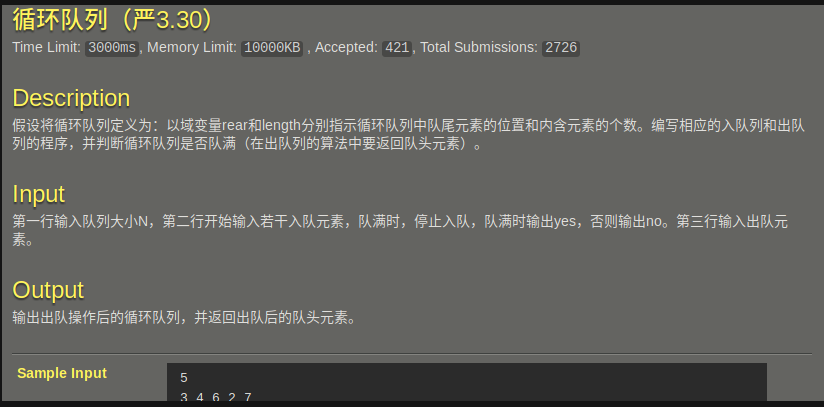 循环队列（严3.30）
Time Limit: 3000ms, Memory Limit: 10000KB , Accepted: 421, Total Submissions: 2726
Description
假设将循环队列定义为：以域变量rear和length分别指示循环队列中队尾元素的位置和内含元素的个数。编写相应的入队列和出队
列的程序，并判断循环队列是否队满（在出队列的算法中要返回队头元素）。
Input
第一行输入队列大小N，第二行开始输入若干入队元素，队满时，停止入队，队满时输出yes，否则输出no。第三行输入出队元
素。
Output
输出出队操作后的循环队列，并返回出队后的队头元素。
Sample Input
5
3 4 6 2 7